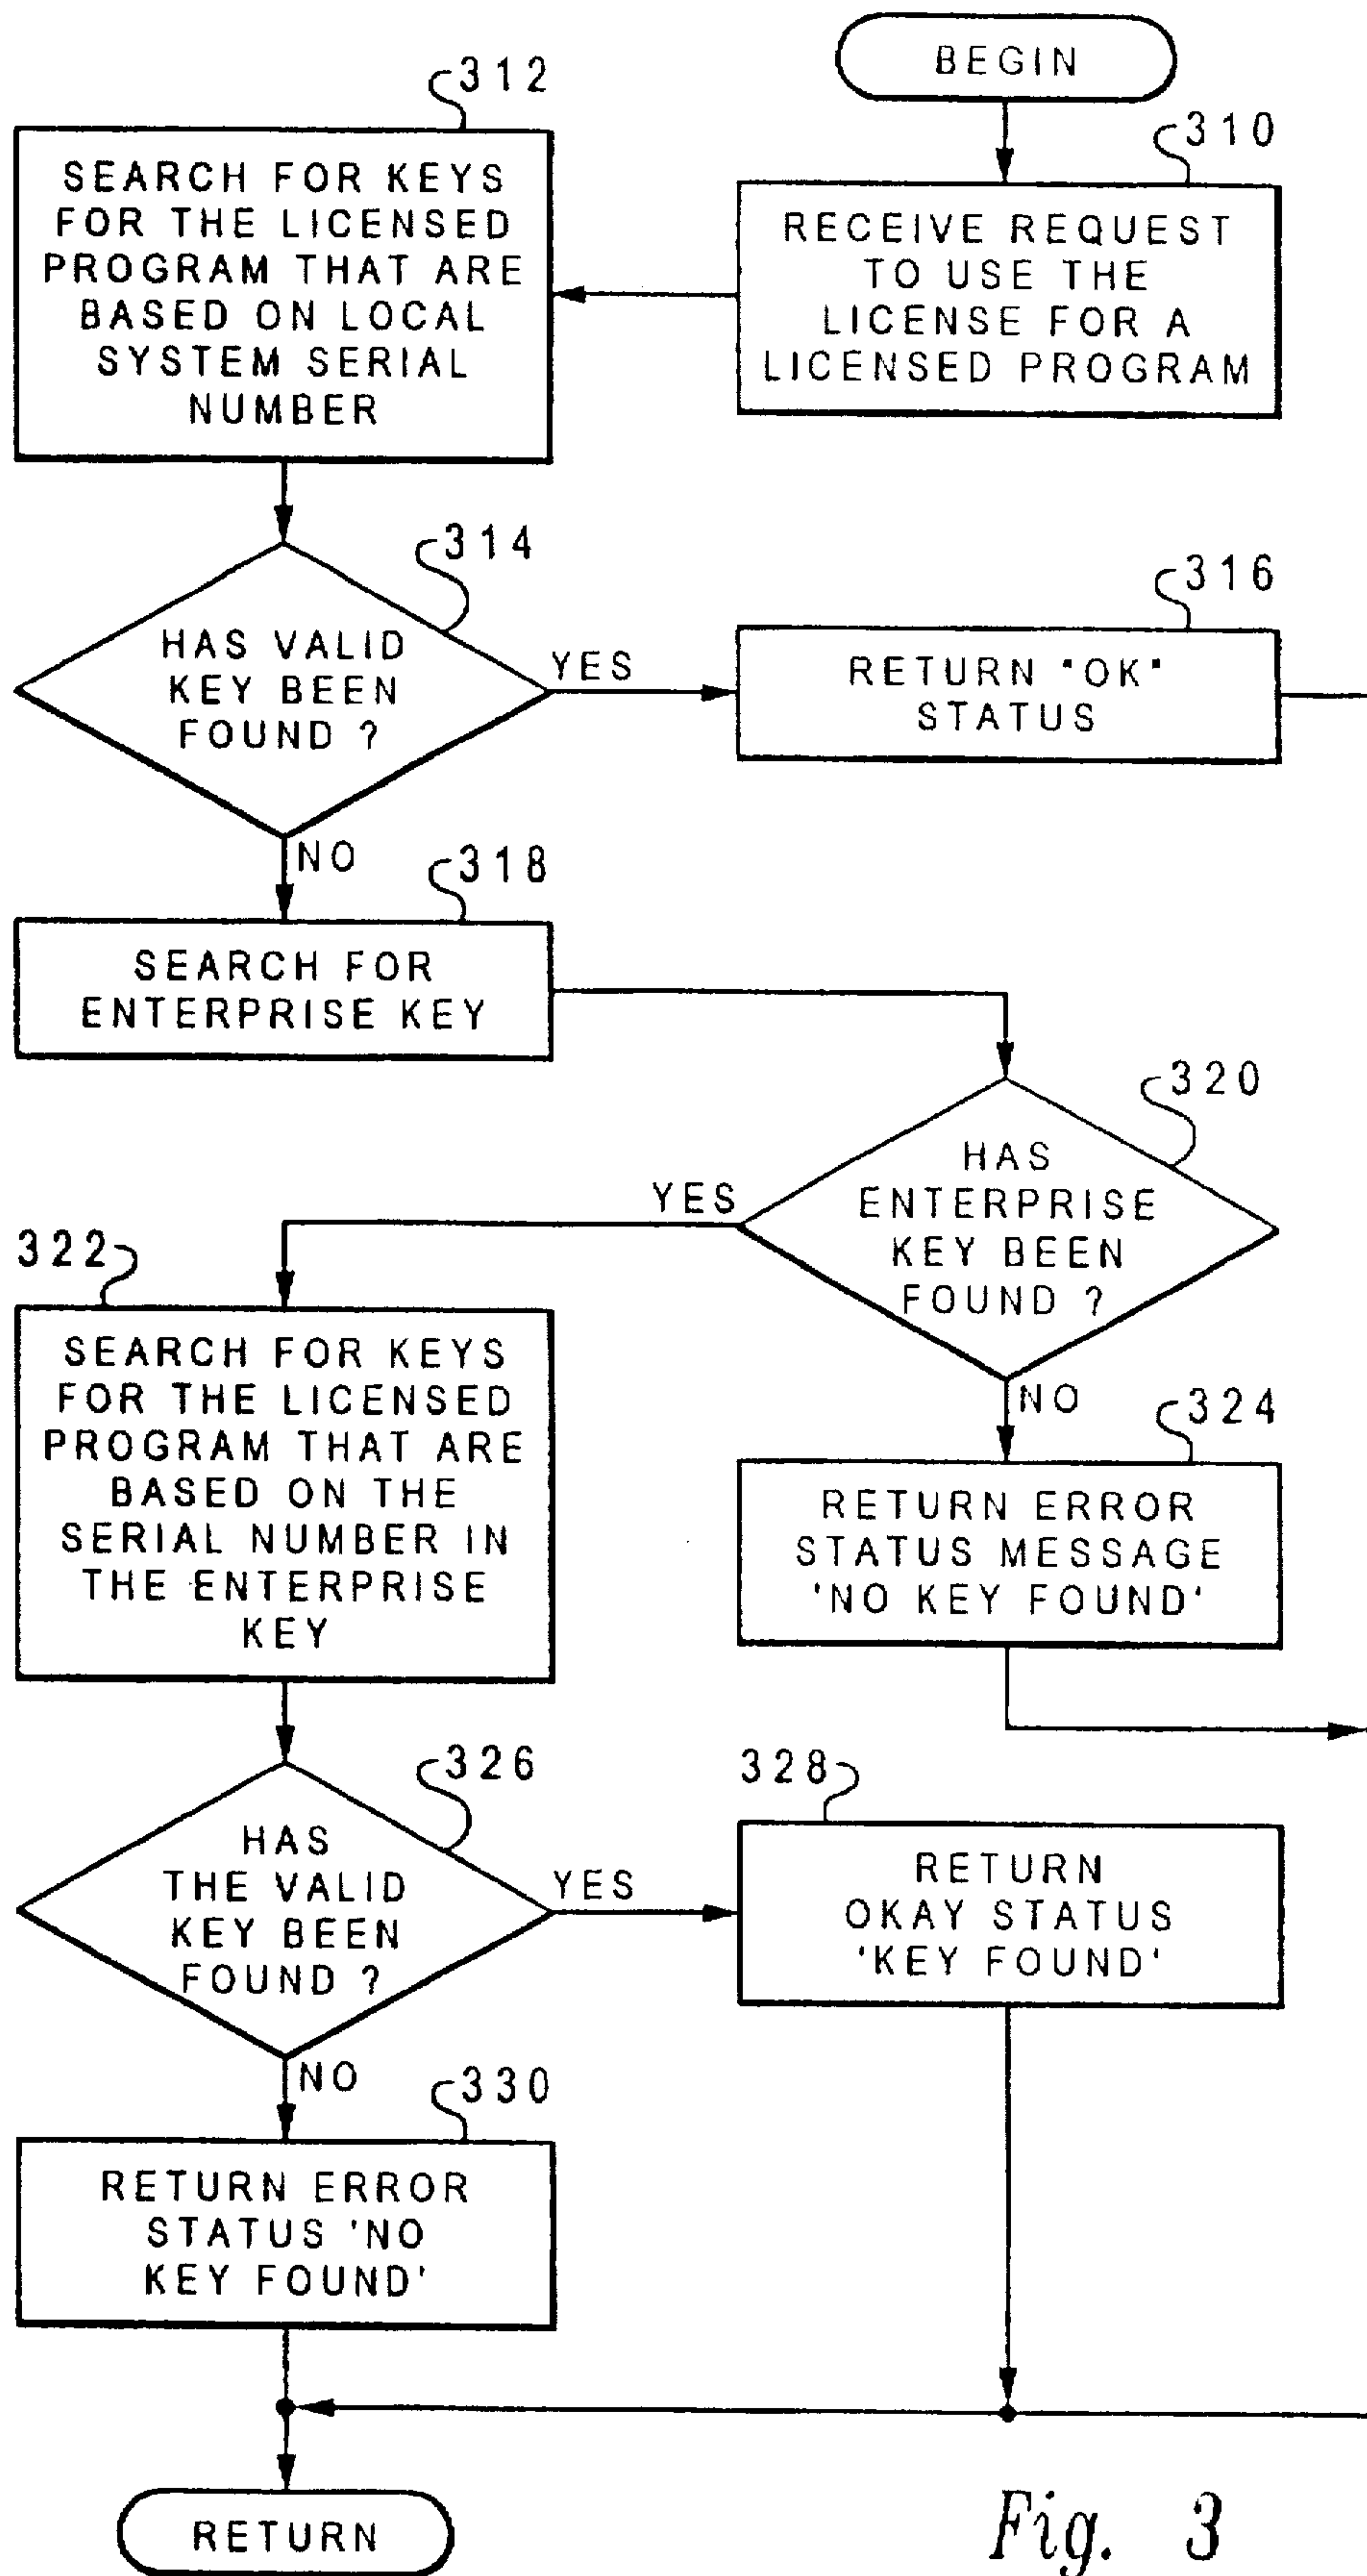 BEGIN
310
RECEIVE REQUEST
TO USE THE
LICENSE FOR A
LICENSED PROGRAM
312
SEARCH FOR KEYS
FOR THE LICENSED
PROGRAM THAT ARE
BASED ON LOCAL
SYSTEM SERIAL
NUMBER
314
HAS VALID
KEY BEEN
FOUND ?
YES
316
RETURN "OK"
STATUS
NO
318
SEARCH FOR
ENTERPRISE KEY
320
HAS
ENTERPRISE
KEY BEEN
FOUND ?
YES
322
SEARCH FOR KEYS
FOR THE LICENSED
PROGRAM THAT ARE
BASED ON THE
SERIAL NUMBER IN
THE ENTERPRISE
KEY
NO
324
RETURN ERROR
STATUS MESSAGE
'NO KEY FOUND'
326
HAS
THE VALID
KEY BEEN
FOUND ?
YES
328
RETURN
OKAY STATUS
'KEY FOUND'
NO
330
RETURN ERROR
STATUS 'NO
KEY FOUND'
RETURN
Fig. 3